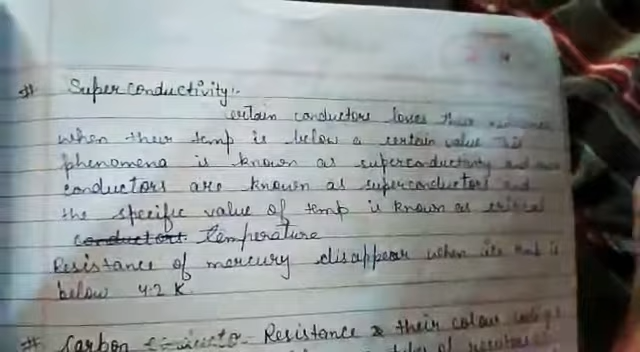 # Superconductivity:-
certain conductors loves their
when their temp is below a certain value This
phenomena is known as superconductivity and
conductors are known as superconductors and
the specific value of temp is known as critical
conductors. Temperature
Resistance of mercury disappear when its temp is
below 4.2 K
# Carbon Resistance & their colour